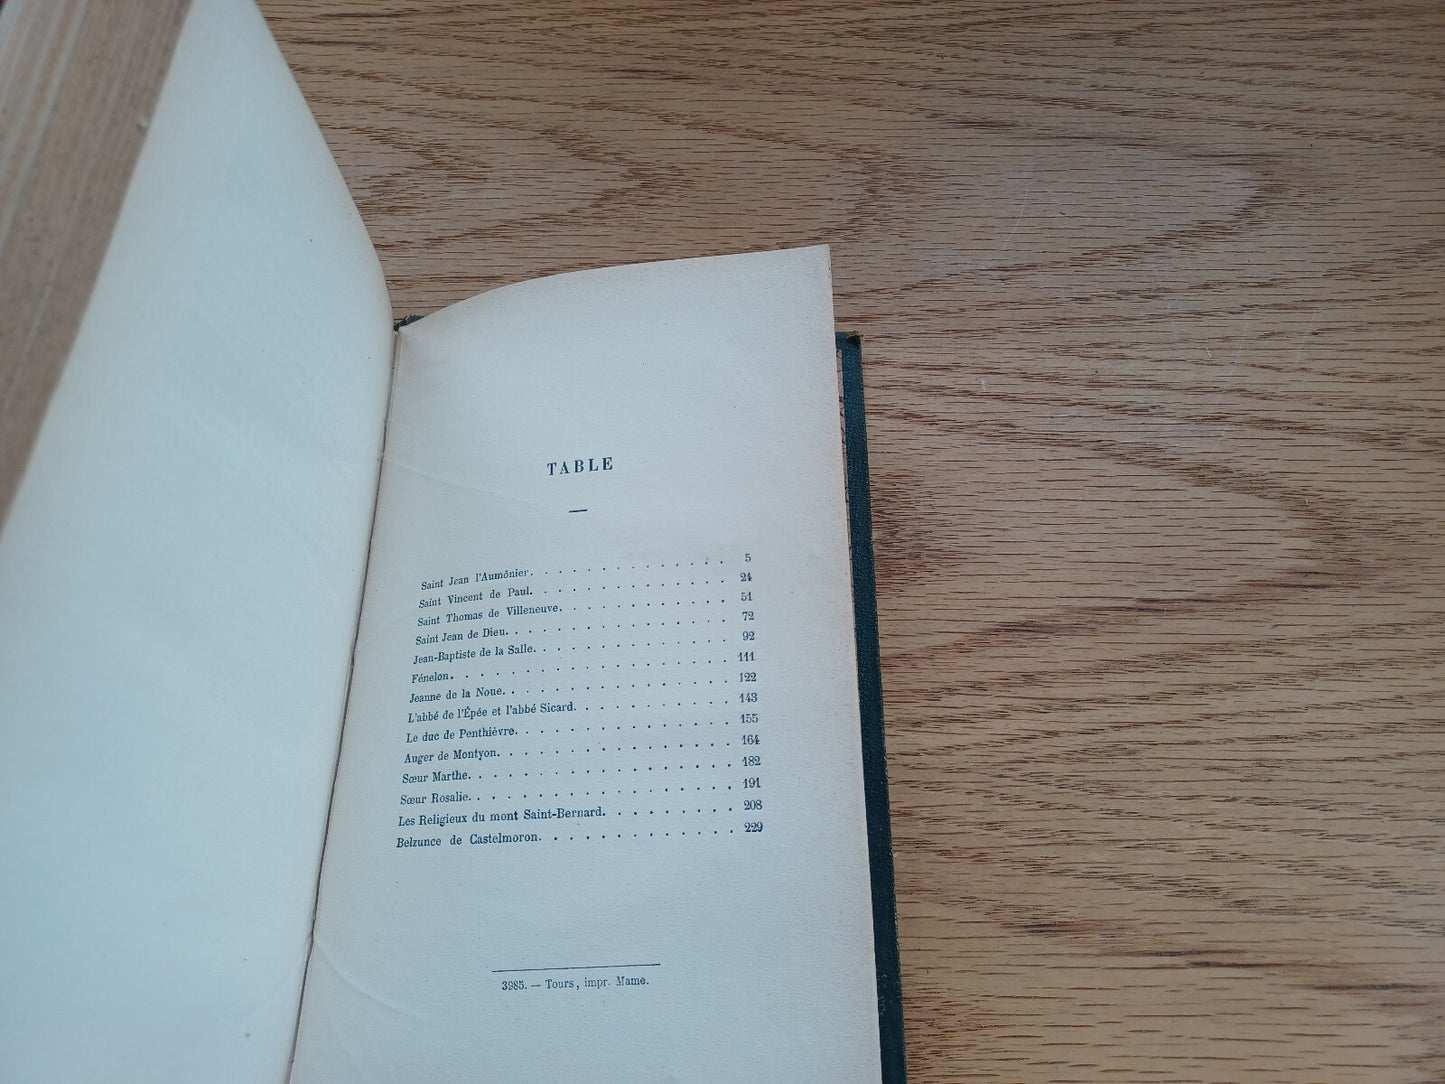 TABLE
Saint Jean l'Aumônier. . . . . . . . . . . . 5
Saint Vincent de Paul. . . . . . . . . . . . 24
Saint Thomas de Villeneuve. . . . . . . . . . 51
Saint Jean de Dieu. . . . . . . . . . . . . 72
Jean-Baptiste de la Salle. . . . . . . . . . . 92
Fénelon. . . . . . . . . . . . . . . . . 111
Jeanne de la Noue. . . . . . . . . . . . . 122
L'abbé de l'Épée et l'abbé Sicard. . . . . . . . . 143
Le duc de Penthièvre. . . . . . . . . . . . 155
Auger de Montyon. . . . . . . . . . . . . 164
Sœur Marthe. . . . . . . . . . . . . . . 182
Sœur Rosalie. . . . . . . . . . . . . . . 191
Les Religieux du mont Saint-Bernard. . . . . . . . 208
Belzunce de Castelmoron. . . . . . . . . . . . 229
3985. — Tours, impr. Mame.